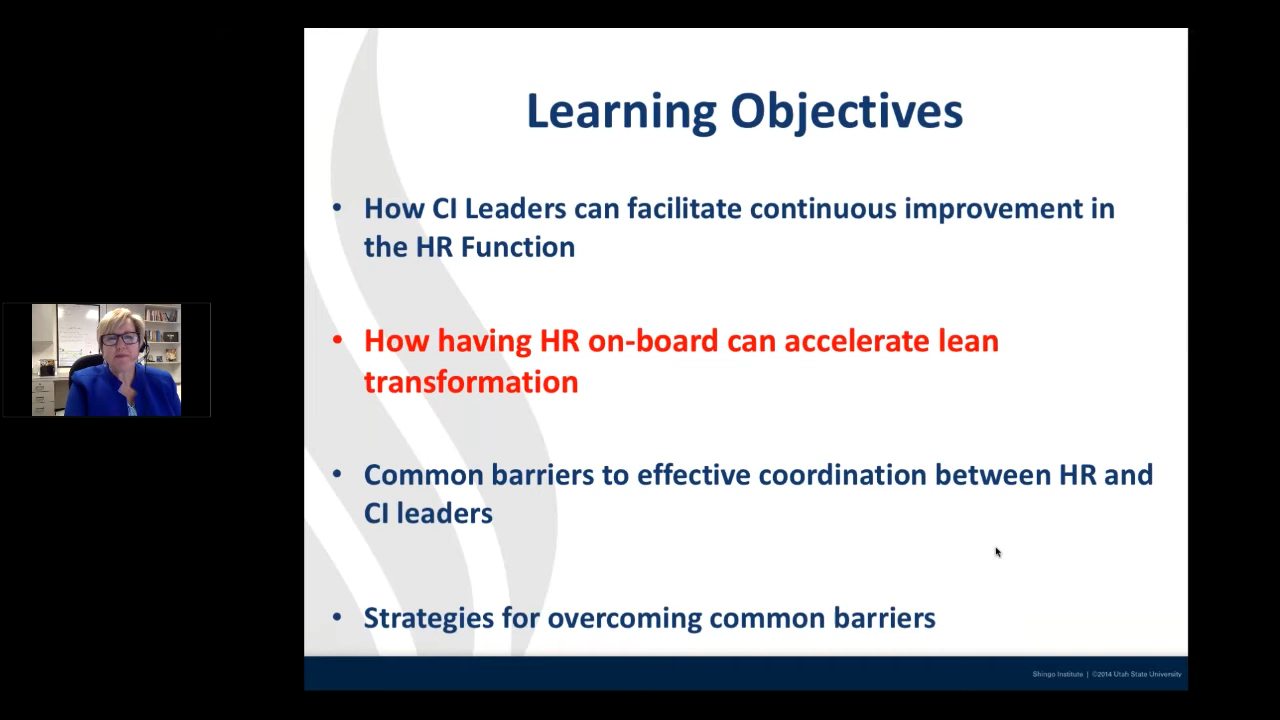 Learning Objectives
• How CI Leaders can facilitate continuous improvement in
the HR Function
• How having HR on-board can accelerate lean
transformation
• Common barriers to effective coordination between HR and
CI leaders
• Strategies for overcoming common barriers
Shingo Institute | ©2014 Utah State University